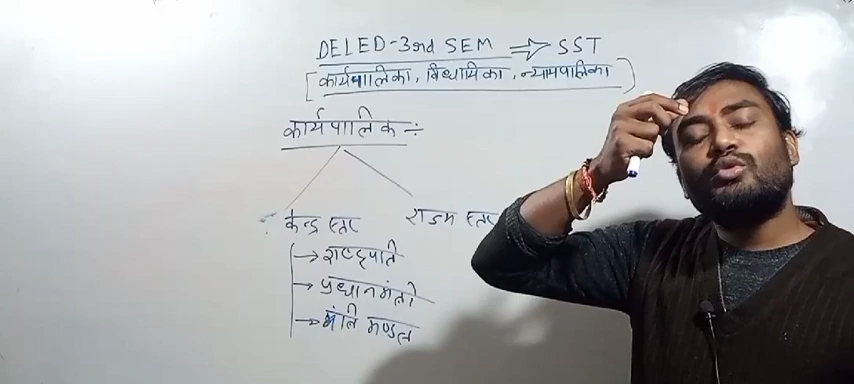 DELED-3rd SEM ⇒ SST
[कार्यपालिका, विधायिका, न्यायपालिका]
कार्यपालिक ÷
केन्द्र स्तर राज्य स्तर
→ राष्ट्रपति
→ प्रधानमंत्री
→ मंत्रि मण्डल